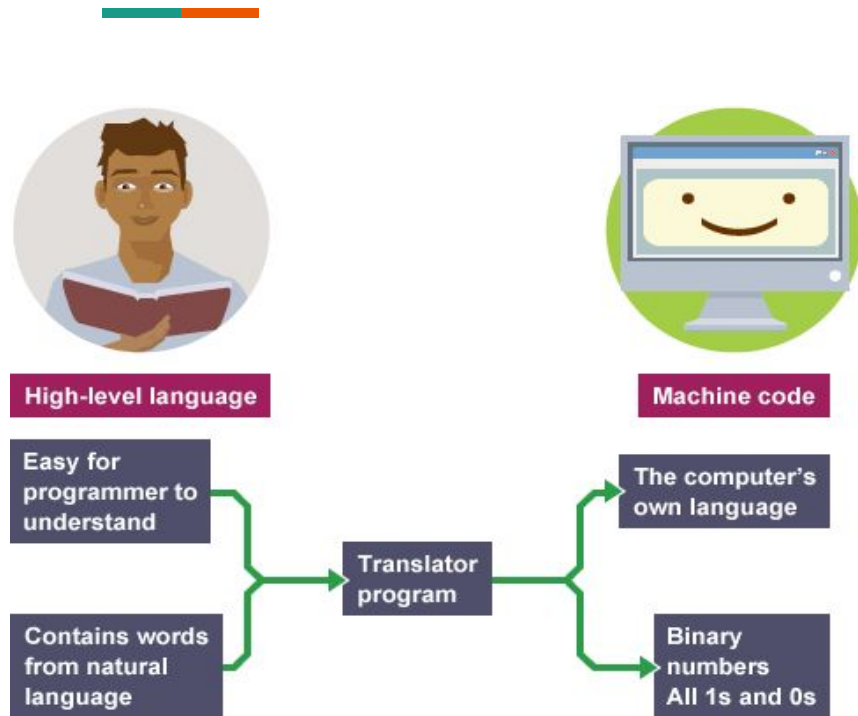 High-level language
Machine code
Easy for
programmer to
understand
The computer's
own language
Translator
program
Contains words
from natural
language
Binary
numbers
All 1s and 0s